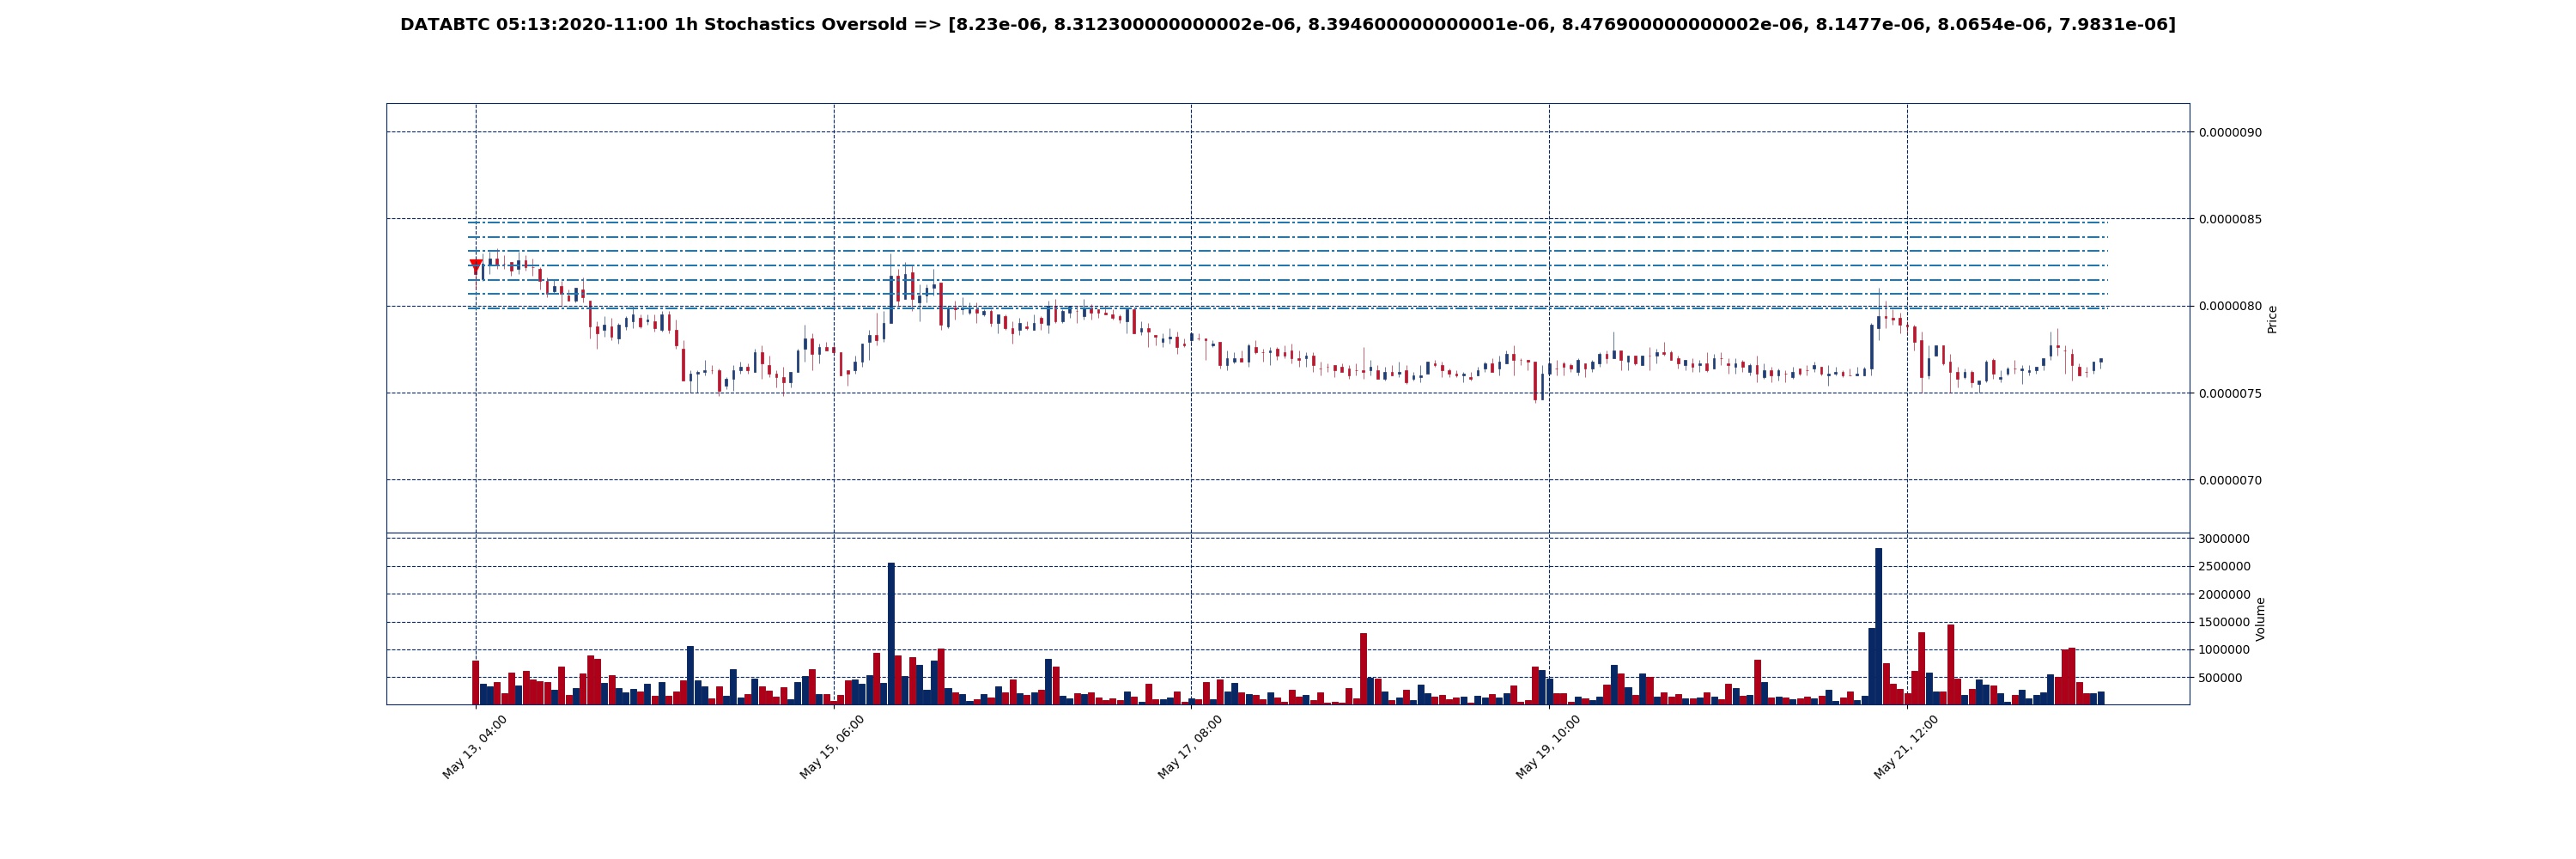 DATABTC 05:13:2020-11:00 1h Stochastics Oversold => [8.23e-06, 8.312300000000002e-06, 8.394600000000001e-06, 8.476900000000002e-06, 8.1477e-06, 8.0654e-06, 7.9831e-06]
0.0000090
0.0000085
0.0000080
0.0000075
0.0000070
Price
3000000
2500000
2000000
1500000
1000000
500000
Volume
May 13, 04:00
May 15, 06:00
May 17, 08:00
May 19, 10:00
May 21, 12:00